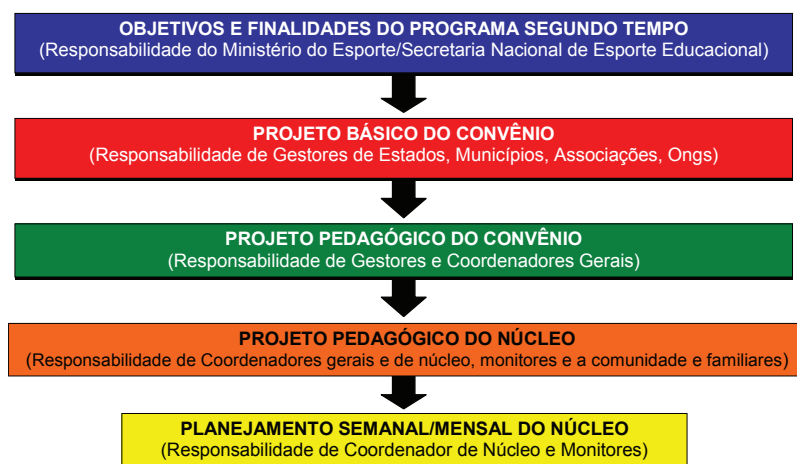 OBJETIVOS E FINALIDADES DO PROGRAMA SEGUNDO TEMPO
(Responsabilidade do Ministério do Esporte/Secretaria Nacional de Esporte Educacional)
PROJETO BÁSICO DO CONVÊNIO
(Responsabilidade de Gestores de Estados, Municípios, Associações, Ongs)
PROJETO PEDAGÓGICO DO CONVÊNIO
(Responsabilidade de Gestores e Coordenadores Gerais)
PROJETO PEDAGÓGICO DO NÚCLEO
(Responsabilidade de Coordenadores gerais e de núcleo, monitores e a comunidade e familiares)
PLANEJAMENTO SEMANAL/MENSAL DO NÚCLEO
(Responsabilidade de Coordenador de Núcleo e Monitores)